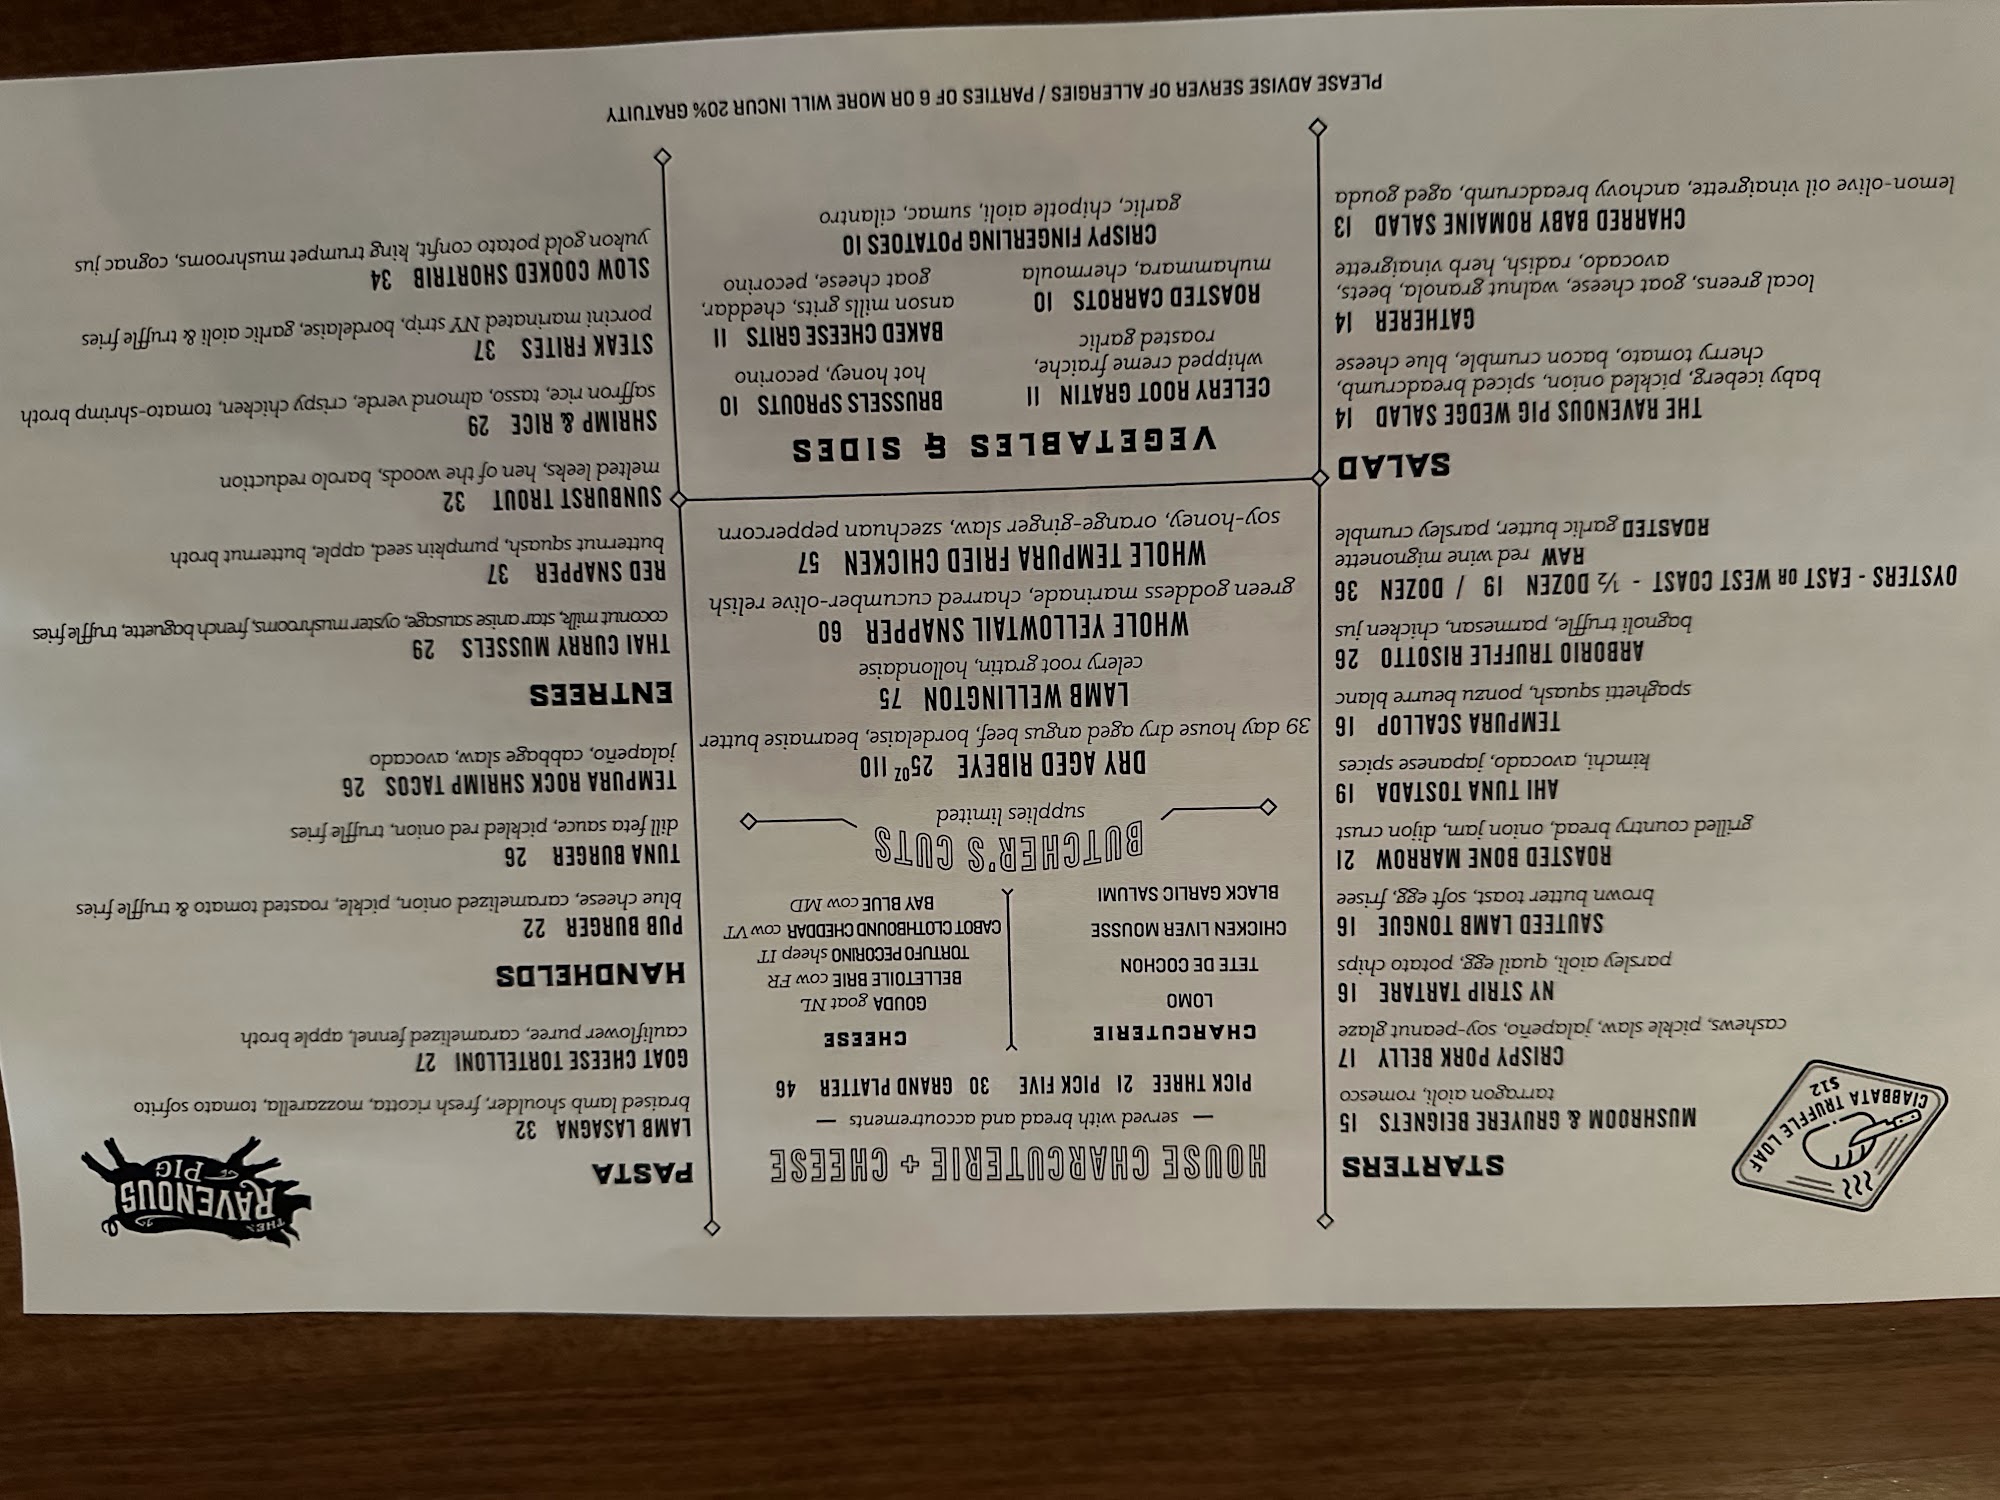 CIABBATA TRUFFLE LOAF
$12
STARTERS
MUSHROOM & GRUYERE BEIGNETS 15
tarragon aioli, romesco
CRISPY PORK BELLY 17
cashews, pickle slaw, jalapeño, soy-peanut glaze
NY STRIP TARTARE 16
parsley aioli, quail egg, potato chips
SAUTEED LAMB TONGUE 16
brown butter toast, soft egg, frisee
ROASTED BONE MARROW 21
grilled country bread, onion jam, dijon crust
AHI TUNA TOSTADA 19
kimchi, avocado, japanese spices
TEMPURA SCALLOP 16
spaghetti squash, ponzu beurre blanc
ARBORIO TRUFFLE RISOTTO 26
bagnoli truffle, parmesan, chicken jus
OYSTERS - EAST OR WEST COAST - ½ DOZEN 19 / DOZEN 36
RAW red wine mignonette
ROASTED garlic butter, parsley crumble
SALAD
THE RAVENOUS PIG WEDGE SALAD 14
baby iceberg, pickled onion, spiced breadcrumb,
cherry tomato, bacon crumble, blue cheese
GATHERER 14
local greens, goat cheese, walnut granola, beets,
avocado, radish, herb vinaigrette
CHARRED BABY ROMAINE SALAD 13
lemon-olive oil vinaigrette, anchovy breadcrumb, aged gouda
HOUSE CHARCUTERIE + CHEESE
— served with bread and accoutrements —
PICK THREE 21 PICK FIVE 30 GRAND PLATTER 46
CHARCUTERIE
LOMO
TETE DE COCHON
CHICKEN LIVER MOUSSE
BLACK GARLIC SALUMI
CHEESE
GOUDA goat NL
BELLETOILE BRIE cow FR
TORTUFO PECORINO sheep IT
CABOT CLOTHBOUND CHEDDAR cow VT
BAY BLUE cow MD
BUTCHER'S CUTS
supplies limited
DRY AGED RIBEYE 25OZ 110
39 day house dry aged angus beef, bordelaise, bearnaise butter
LAMB WELLINGTON 75
celery root gratin, hollondaise
WHOLE YELLOWTAIL SNAPPER 60
green goddess marinade, charred cucumber-olive relish
WHOLE TEMPURA FRIED CHICKEN 57
soy-honey, orange-ginger slaw, szechuan peppercorn
VEGETABLES & SIDES
CELERY ROOT GRATIN 11
whipped creme fraiche,
roasted garlic
ROASTED CARROTS 10
muhammara, chermoula
BRUSSELS SPROUTS 10
hot honey, pecorino
BAKED CHEESE GRITS 11
anson mills grits, cheddar,
goat cheese, pecorino
CRISPY FINGERLING POTATOES 10
garlic, chipotle aioli, sumac, cilantro
THE
RAVENOUS
PIG
PASTA
LAMB LASAGNA 32
braised lamb shoulder, fresh ricotta, mozzarella, tomato sofrito
GOAT CHEESE TORTELLONI 27
cauliflower puree, caramelized fennel, apple broth
HANDHELDS
PUB BURGER 22
blue cheese, caramelized onion, pickle, roasted tomato & truffle fries
TUNA BURGER 26
dill feta sauce, pickled red onion, truffle fries
TEMPURA ROCK SHRIMP TACOS 26
jalapeño, cabbage slaw, avocado
ENTREES
THAI CURRY MUSSELS 29
coconut milk, star anise sausage, oyster mushrooms, french baguette, truffle fries
RED SNAPPER 37
butternut squash, pumpkin seed, apple, butternut broth
SUNBURST TROUT 32
melted leeks, hen of the woods, barolo reduction
SHRIMP & RICE 29
saffron rice, tasso, almond verde, crispy chicken, tomato-shrimp broth
STEAK FRITES 37
porcini marinated NY strip, bordelaise, garlic aioli & truffle fries
SLOW COOKED SHORTRIB 34
yukon gold potato confit, king trumpet mushrooms, cognac jus
PLEASE ADVISE SERVER OF ALLERGIES / PARTIES OF 6 OR MORE WILL INCUR 20% GRATUITY